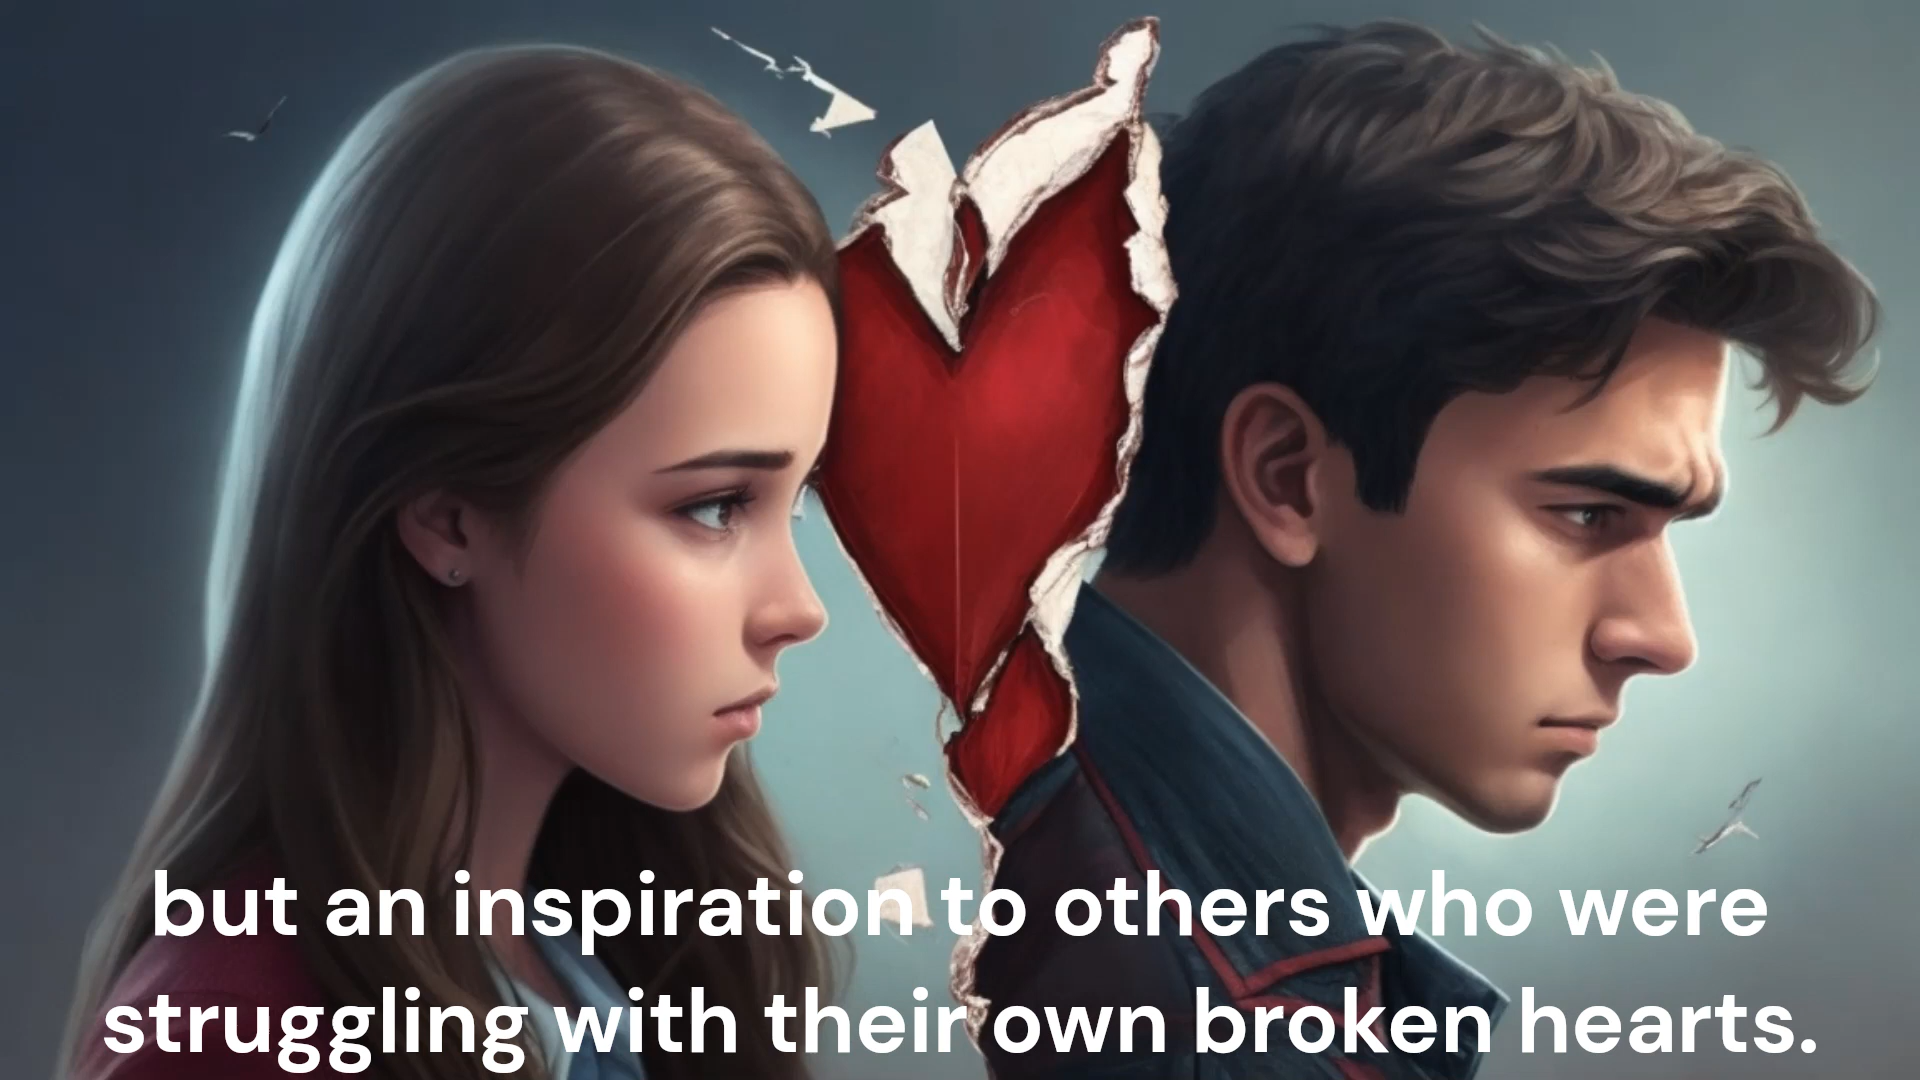 but an inspiration to others who were
struggling with their own broken hearts.